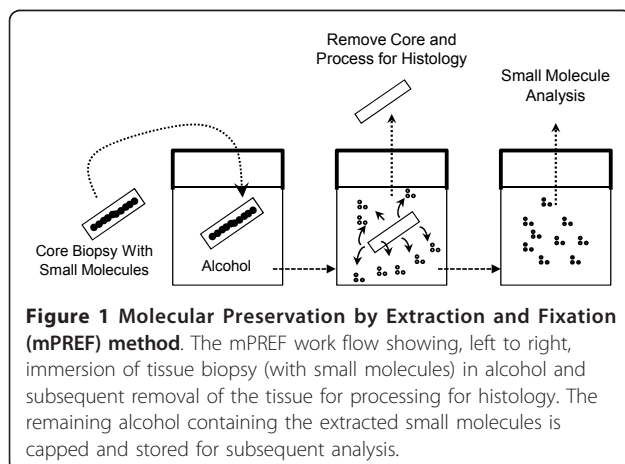 Remove Core and
Process for Histology
Small Molecule
Analysis
Core Biopsy With
Small Molecules
Alcohol
Figure 1 Molecular Preservation by Extraction and Fixation
(mPREF) method. The mPREF work flow showing, left to right,
immersion of tissue biopsy (with small molecules) in alcohol and
subsequent removal of the tissue for processing for histology. The
remaining alcohol containing the extracted small molecules is
capped and stored for subsequent analysis.